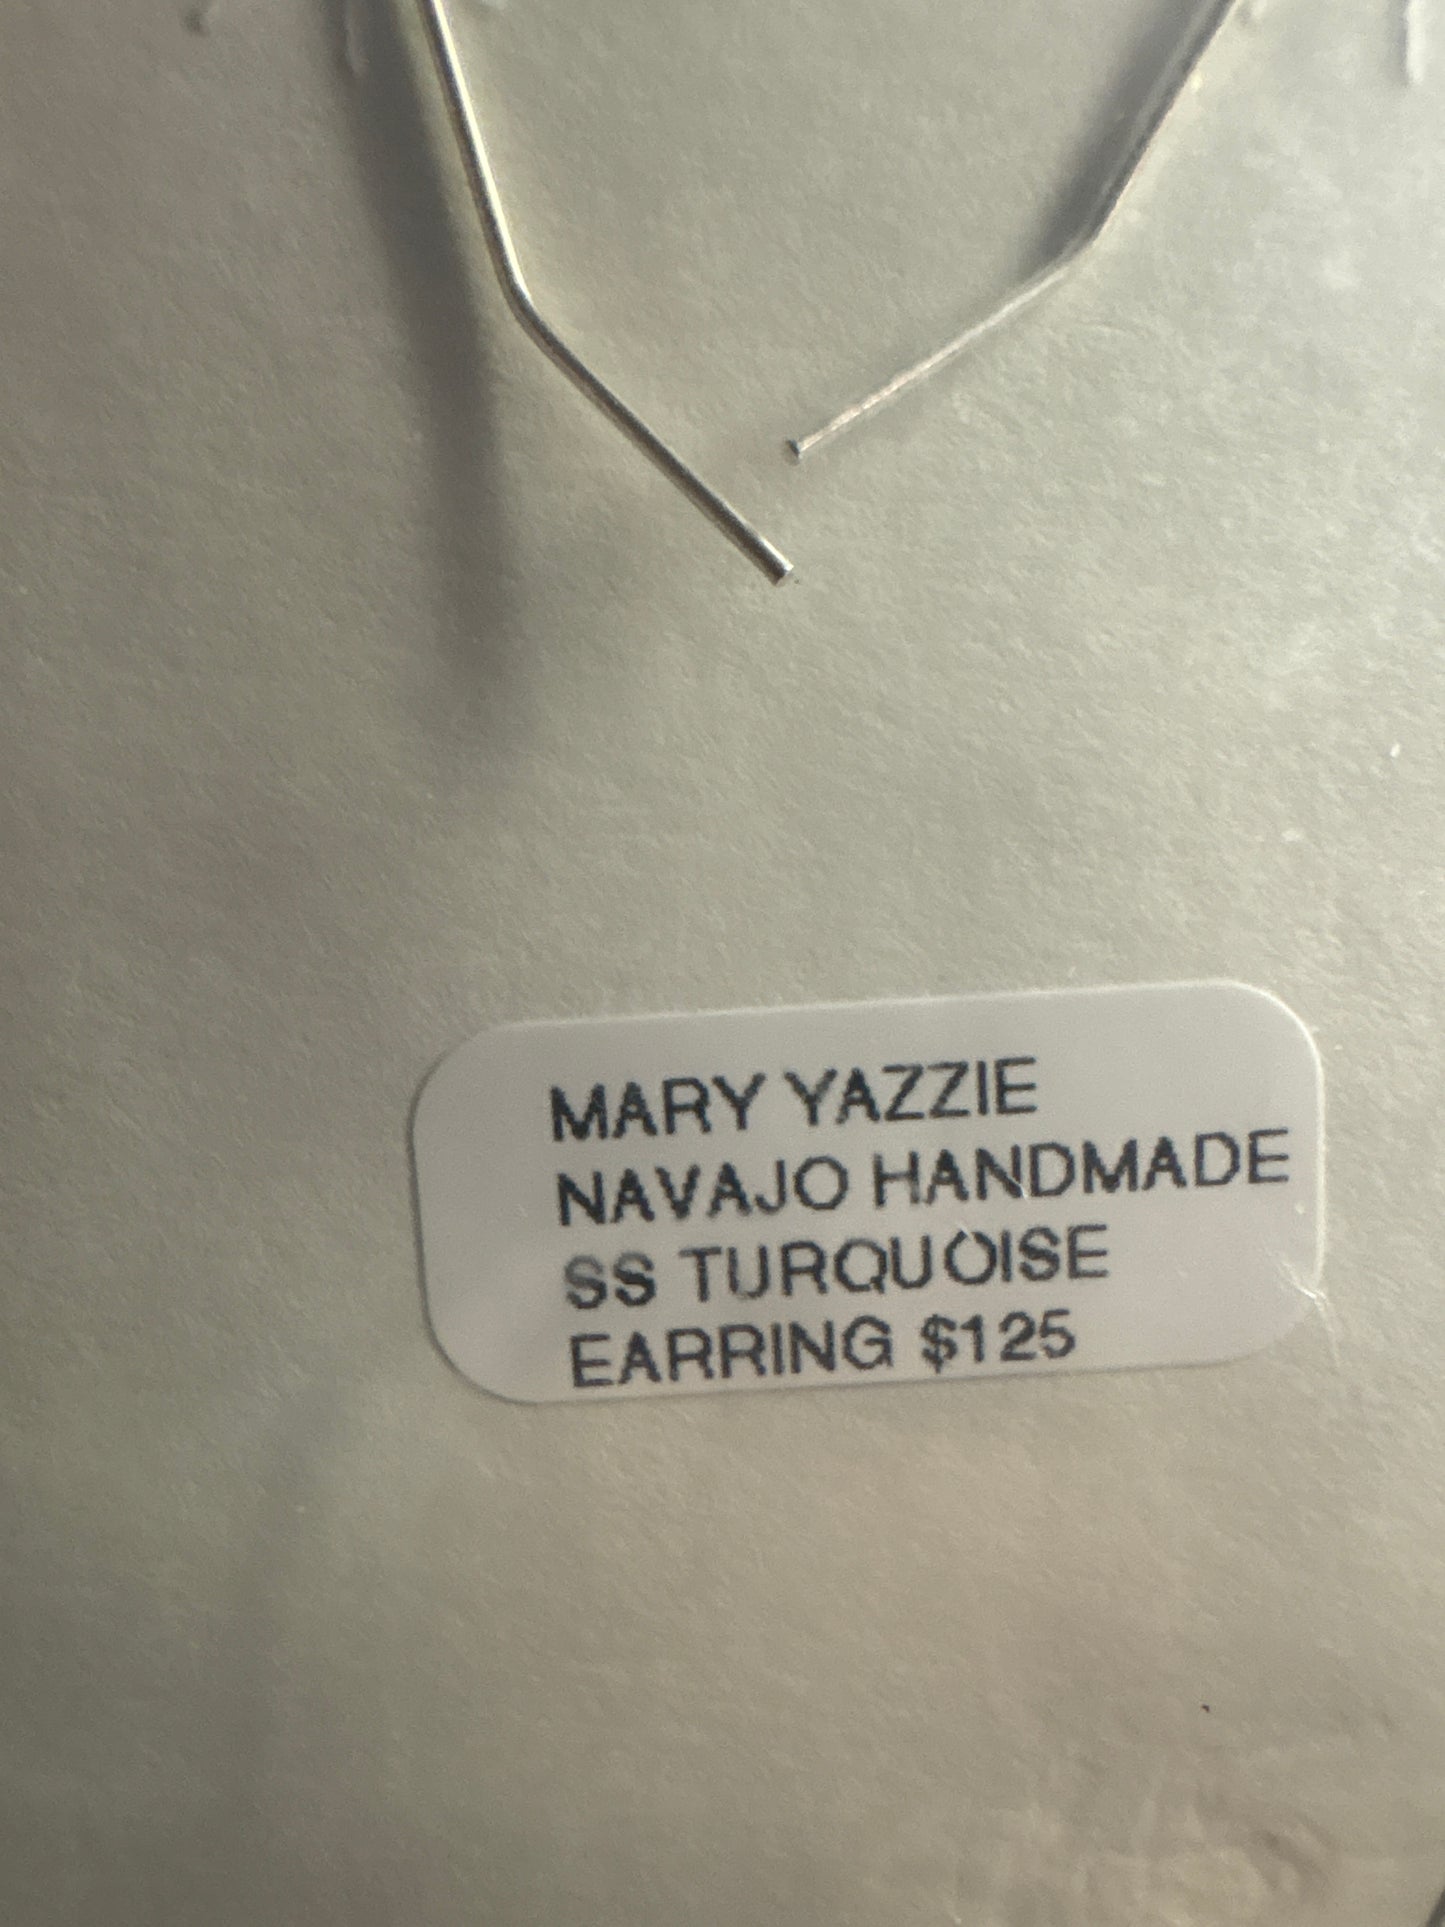 MARY YAZZIE
NAVAJO HANDMADE
SS TURQUOISE
EARRING $125